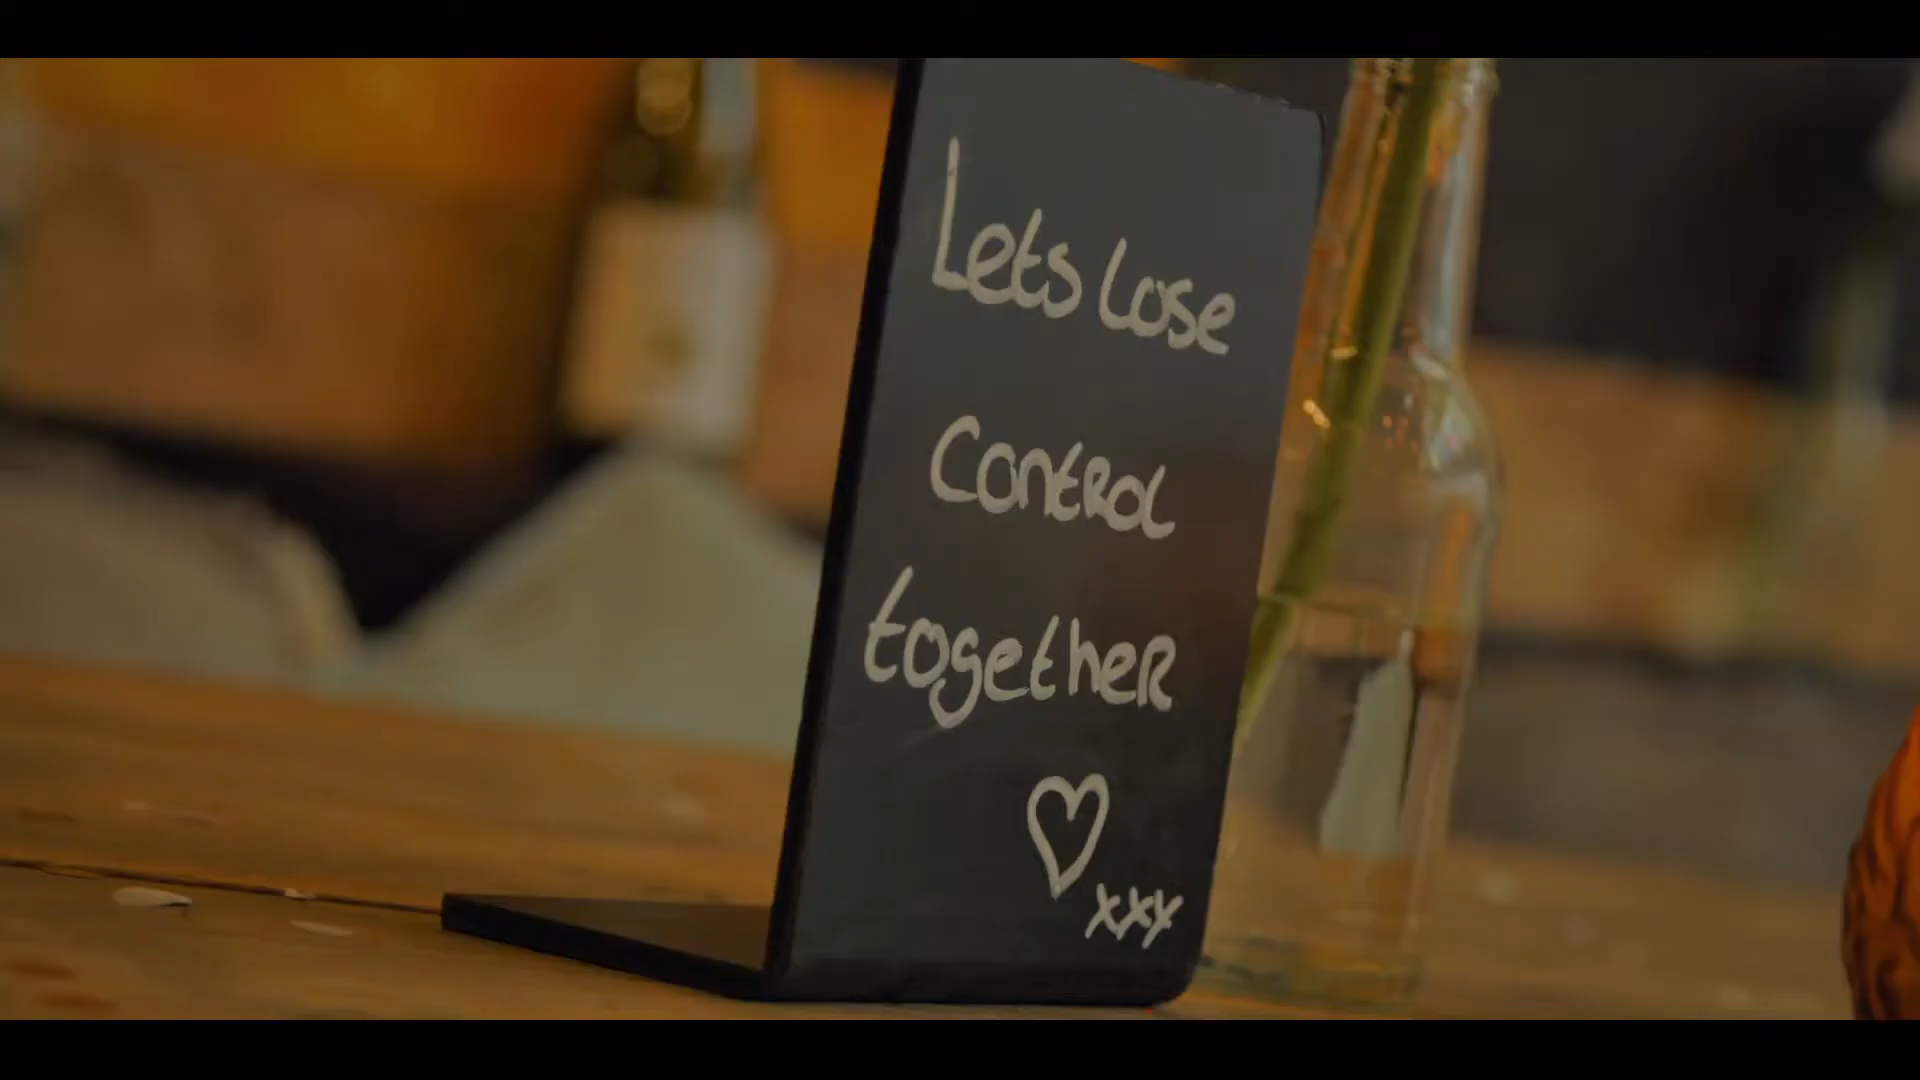 Lets lose
Control
together
♡
xxx